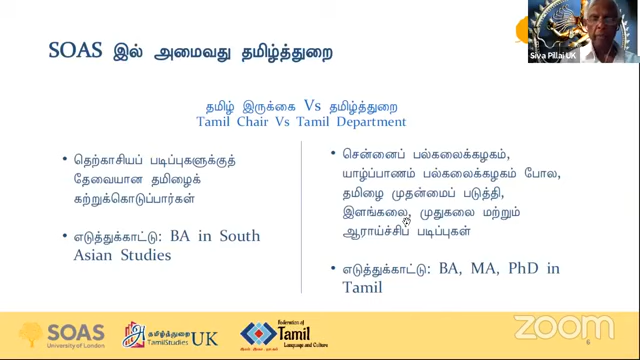 Siva Pillai UK
SOAS இல் அமைவது தமிழ்த்துறை
தமிழ் இருக்கை Vs தமிழ்த்துறை
Tamil Chair Vs Tamil Department
• தெற்காசியப் படிப்புகளுக்குத்
தேவையான தமிழைக்
கற்றுக்கொடுப்பார்கள்
• எடுத்துக்காட்டு: BA in South
Asian Studies
• சென்னைப் பல்கலைக்கழகம்,
யாழ்ப்பாணம் பல்கலைக்கழகம் போல,
தமிழை முதன்மைப் படுத்தி,
இளங்கலை, முதுகலை மற்றும்
ஆராய்ச்சிப் படிப்புகள்
• எடுத்துக்காட்டு: BA, MA, PhD in
Tamil
SOAS
University of London
தமிழ்த்துறை
TamilStudies UK
Federation of
Tamil
Language and Culture
zoom
6